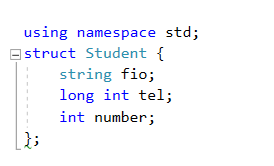 using namespace std;
struct Student {
string fio;
long int tel;
int number;
};